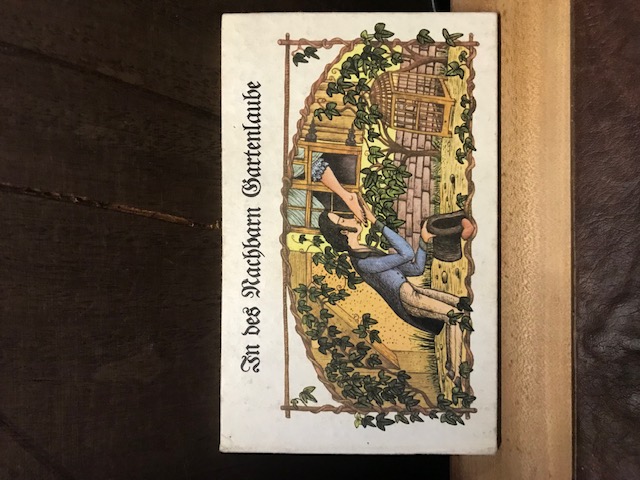 In des Nachbarn Gartenlaube